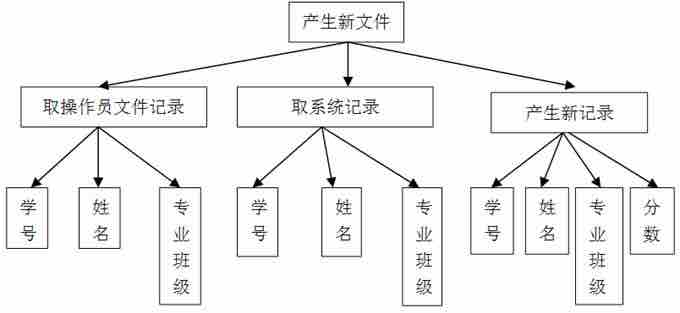 产生新文件
取操作员文件记录
取系统记录
产生新记录
学号
姓名
专业班级
学号
姓名
专业班级
学号
姓名
专业班级
分数